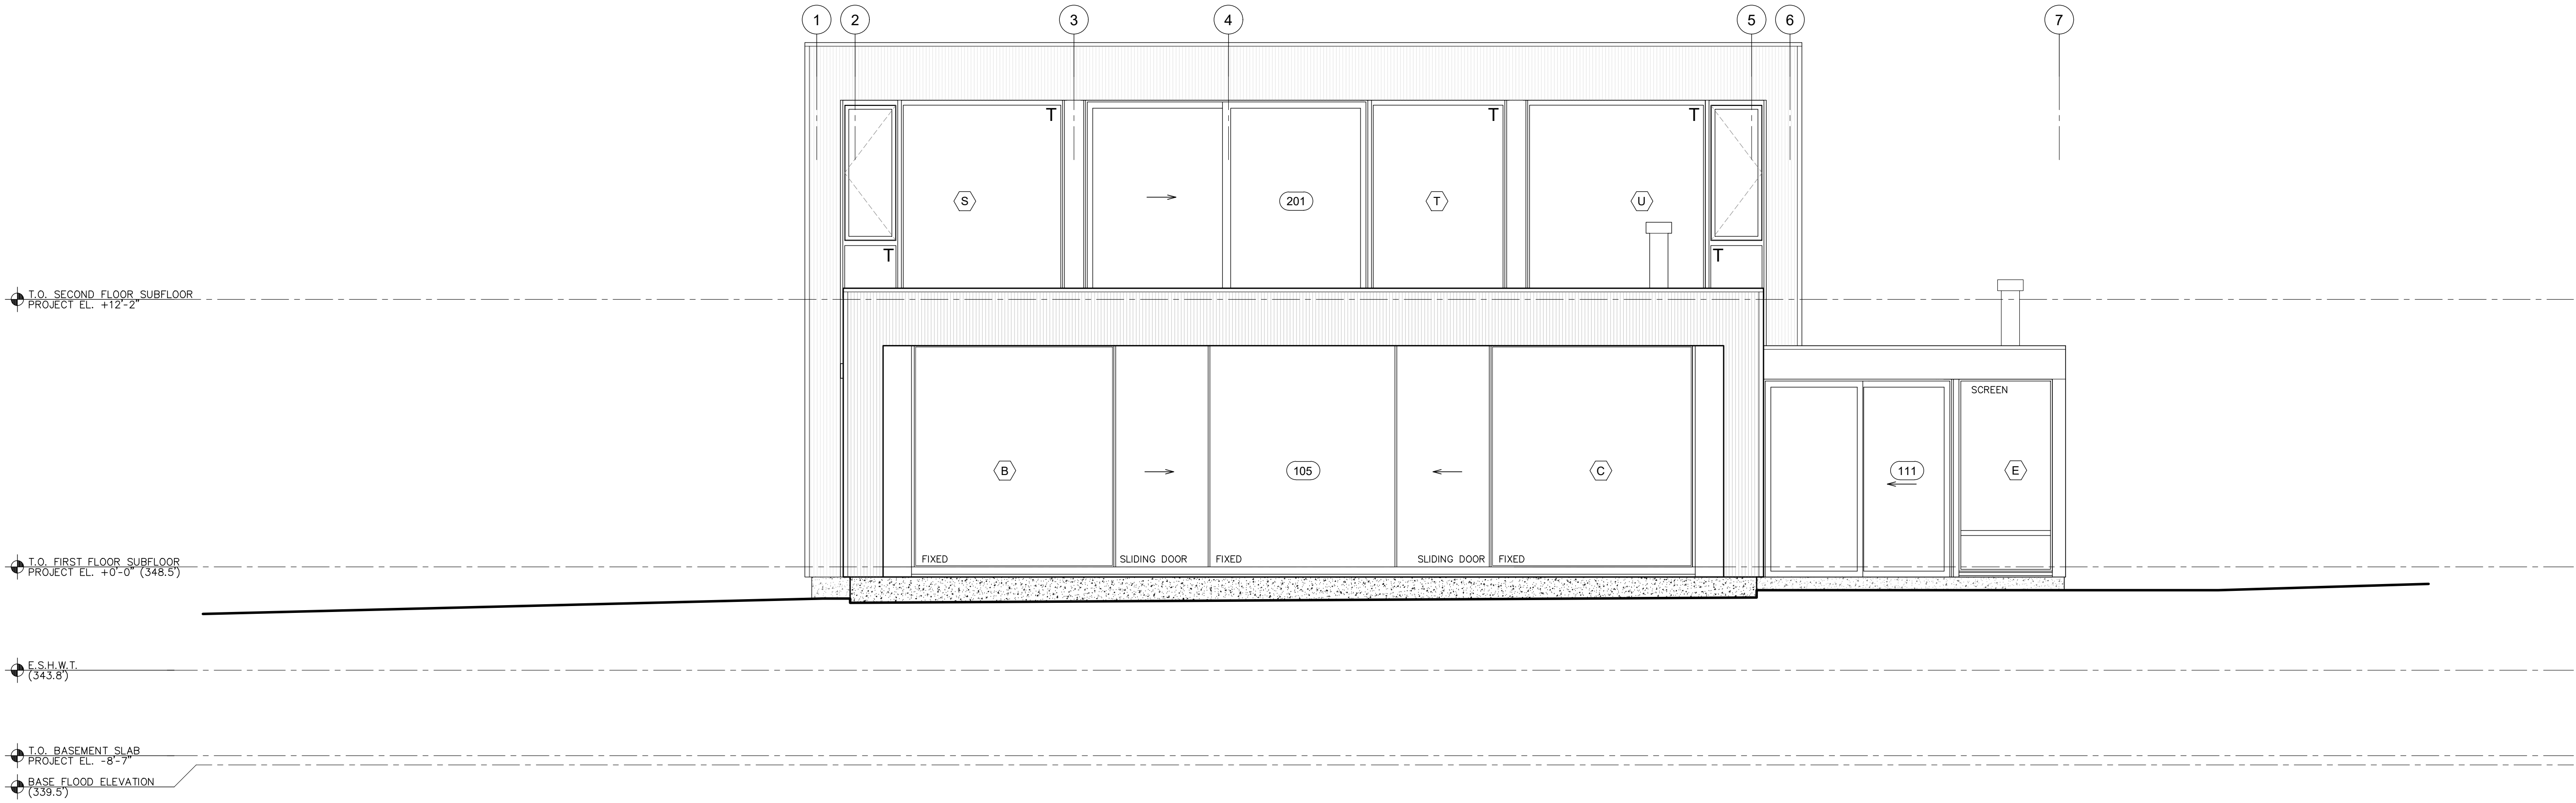 1 2 3 4 5 6 7
T T T
S 201 T U
T T
T.O. SECOND FLOOR SUBFLOOR
PROJECT EL. +12'-2"
SCREEN
B 105 C 111 E
FIXED SLIDING DOOR FIXED SLIDING DOOR FIXED
T.O. FIRST FLOOR SUBFLOOR
PROJECT EL. +0'-0" (348.5')
E.S.H.W.T.
(343.8')
T.O. BASEMENT SLAB
PROJECT EL. -8'-7"
BASE FLOOD ELEVATION
(339.5')